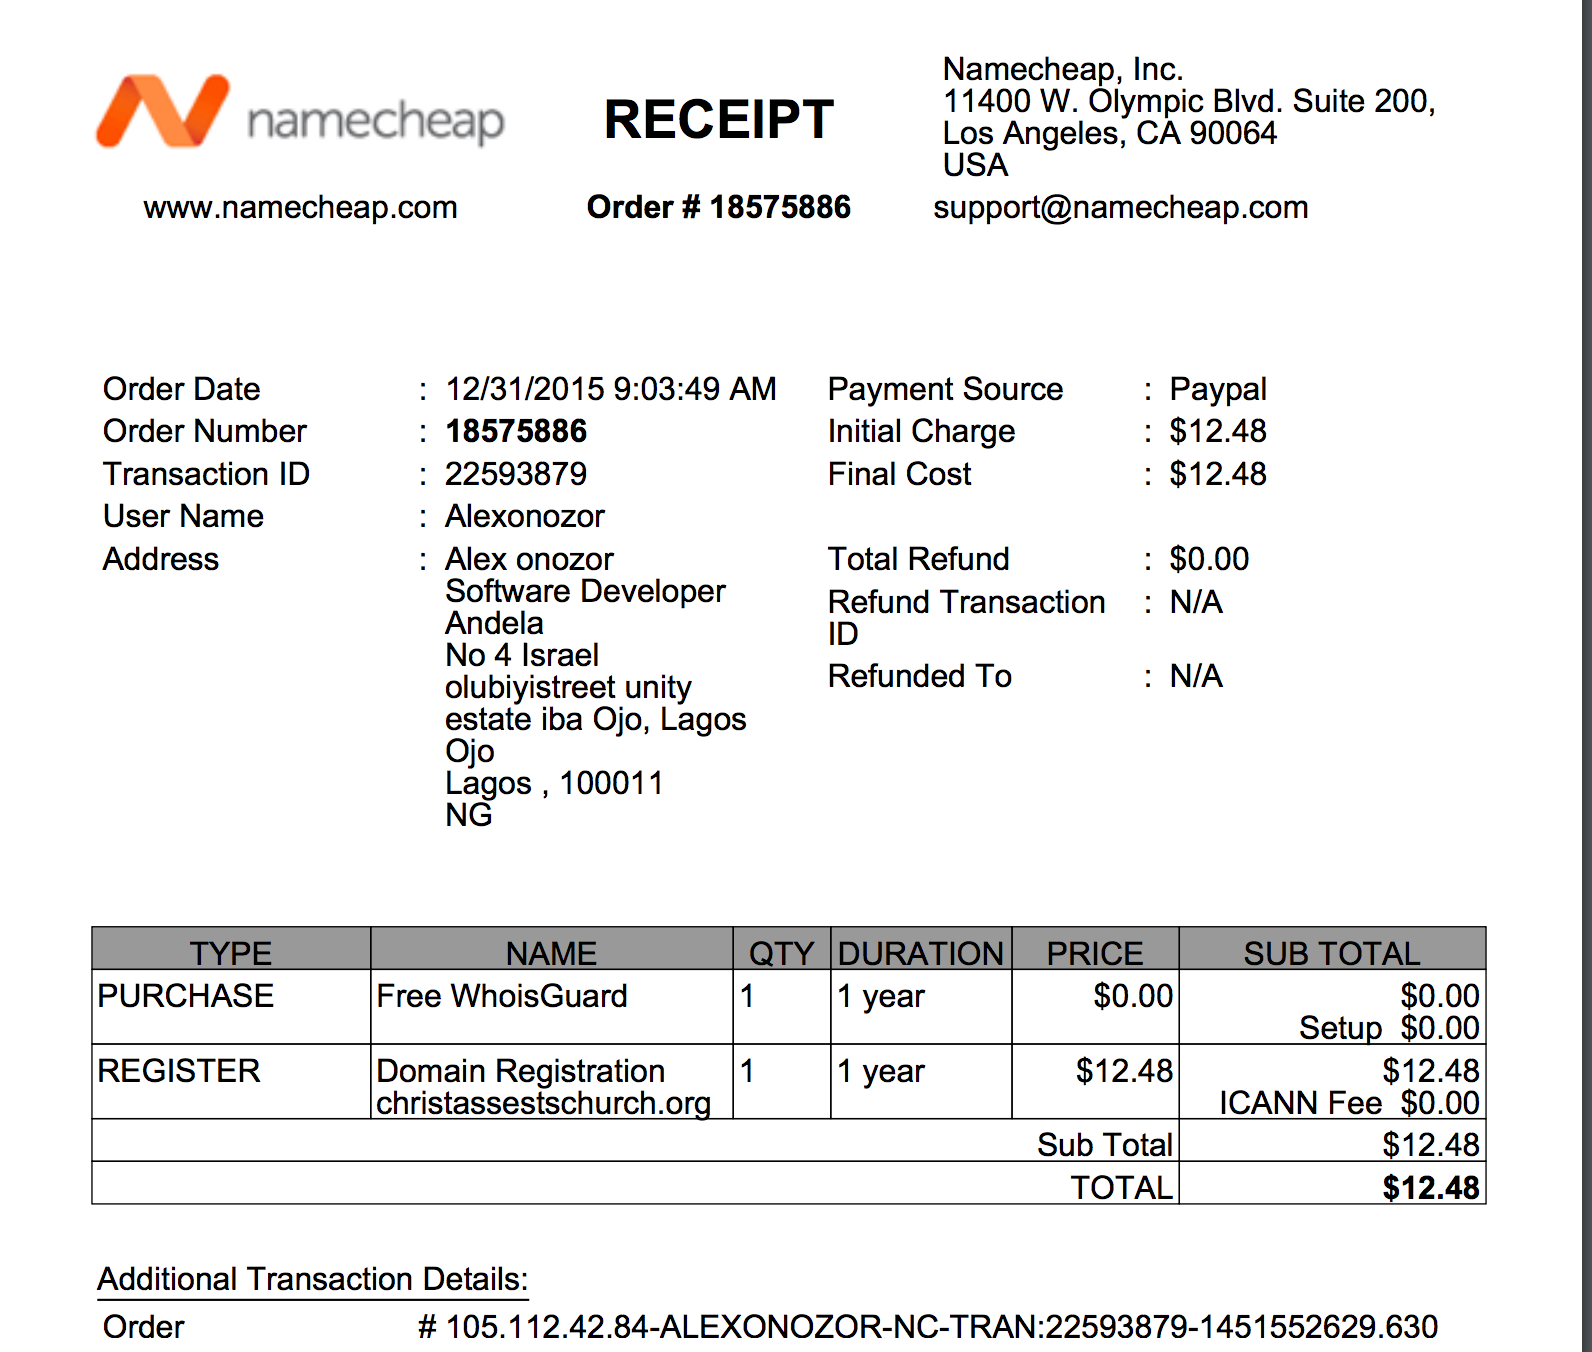 namecheap
RECEIPT
Namecheap, Inc.
11400 W. Olympic Blvd. Suite 200,
Los Angeles, CA 90064
USA
www.namecheap.com
Order # 18575886
support@namecheap.com
Order Date : 12/31/2015 9:03:49 AM
Order Number : 18575886
Transaction ID : 22593879
User Name : Alexonozor
Address : Alex onozor
Software Developer
Andela
No 4 Israel
olubiyistreet unity
estate iba Ojo, Lagos
Ojo
Lagos , 100011
NG
Payment Source : Paypal
Initial Charge : $12.48
Final Cost : $12.48
Total Refund : $0.00
Refund Transaction : N/A
ID
Refunded To : N/A
TYPE NAME QTY DURATION PRICE SUB TOTAL
PURCHASE Free WhoisGuard 1 1 year $0.00 $0.00
Setup $0.00
REGISTER Domain Registration 1 1 year $12.48 $12.48
christassestschurch.org ICANN Fee $0.00
Sub Total $12.48
TOTAL $12.48
Additional Transaction Details:
Order # 105.112.42.84-ALEXONOZOR-NC-TRAN:22593879-1451552629.630